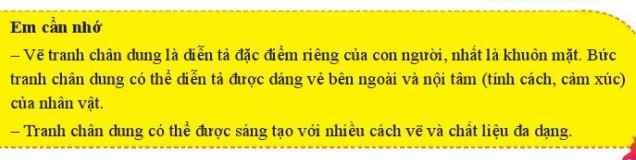 Em cần nhớ
– Vẽ tranh chân dung là diễn tả đặc điểm riêng của con người, nhất là khuôn mặt. Bức
tranh chân dung có thể diễn tả được dáng vẻ bên ngoài và nội tâm (tính cách, cảm xúc)
của nhân vật.
– Tranh chân dung có thể được sáng tạo với nhiều cách vẽ và chất liệu đa dạng.